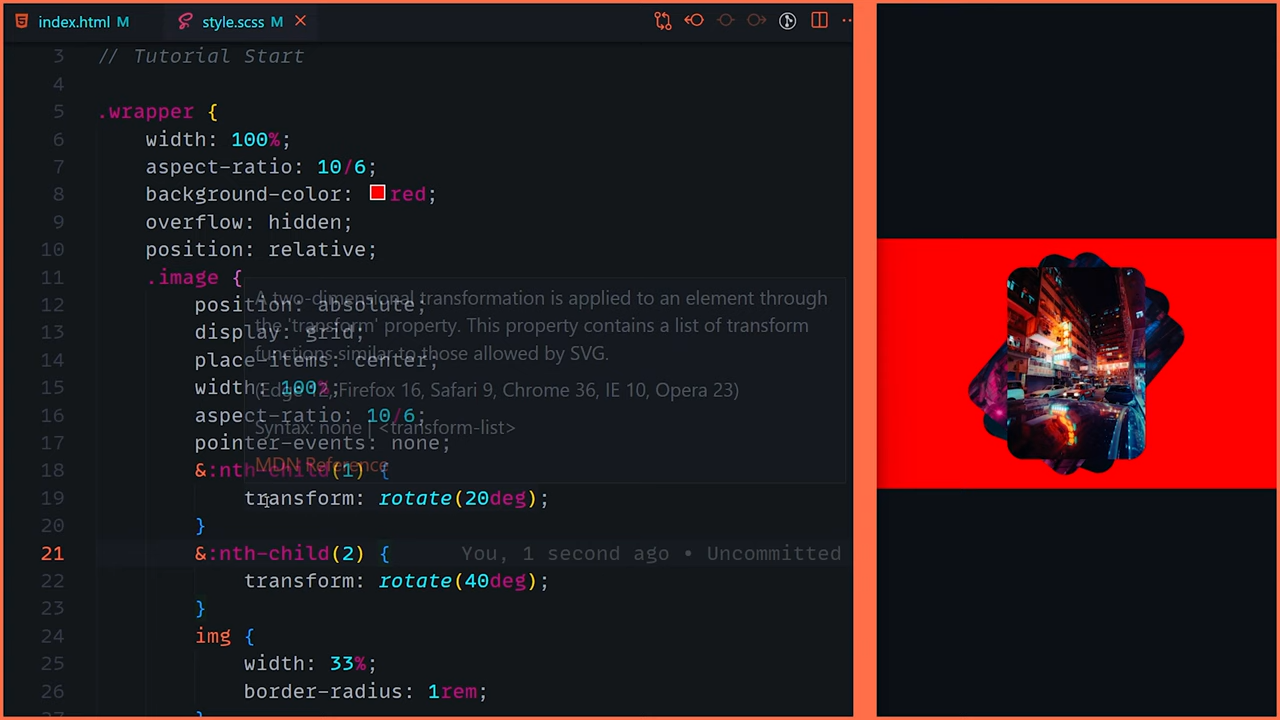 index.html M
style.scss M
3 // Tutorial Start
4
5 .wrapper {
6 width: 100%;
7 aspect-ratio: 10/6;
8 background-color: red;
9 overflow: hidden;
10 position: relative;
11 .image {
12 position: absolute;
13 display: grid;
14 place-items: center;
15 width: 100%;
16 aspect-ratio: 10/6;
17 pointer-events: none;
18 &:nth-child(1) {
19 transform: rotate(20deg);
20 }
21 &:nth-child(2) { You, 1 second ago • Uncommitted
22 transform: rotate(40deg);
23 }
24 img {
25 width: 33%;
26 border-radius: 1rem;
27 }
A two-dimensional transformation is applied to an element through
the 'transform' property. This property contains a list of transform
functions similar to those allowed by SVG.
(Edge 12, Firefox 16, Safari 9, Chrome 36, IE 10, Opera 23)
Syntax: none | <transform-list>
MDN Reference